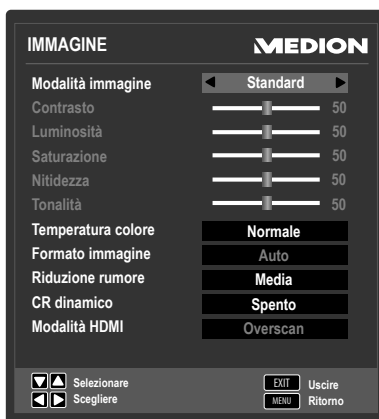 IMMAGINE MEDION
Modalità immagine Standard
Contrasto 50
Luminosità 50
Saturazione 50
Nitidezza 50
Tonalità 50
Temperatura colore Normale
Formato immagine Auto
Riduzione rumore Media
CR dinamico Spento
Modalità HDMI Overscan
Selezionare EXIT Uscire
Scegliere MENU Ritorno